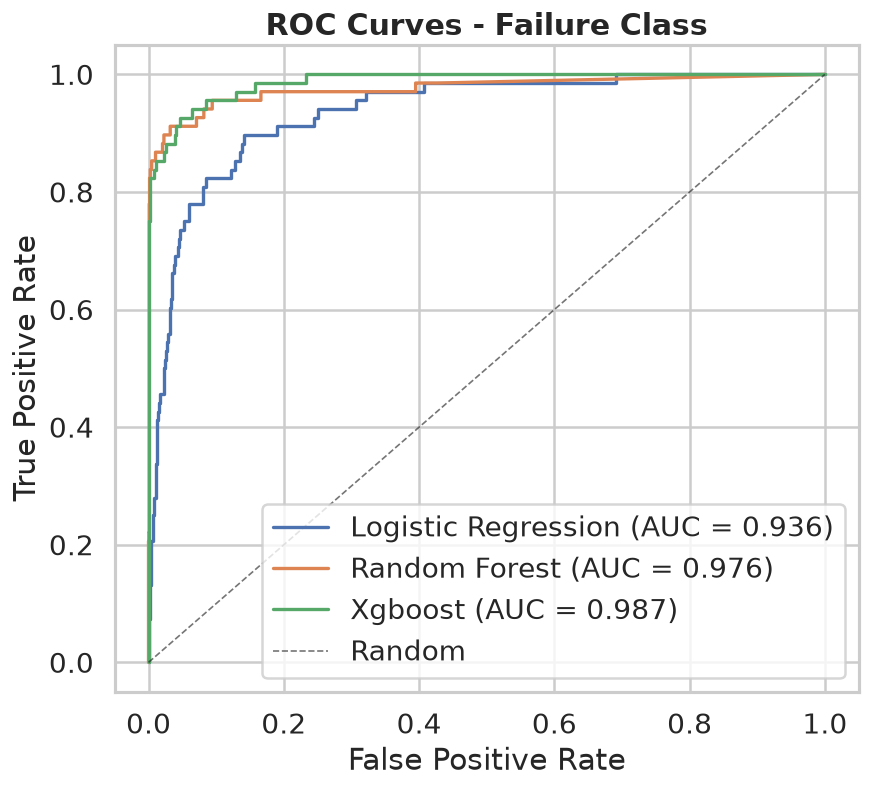 ROC Curves - Failure Class
True Positive Rate
1.0
0.8
0.6
0.4
0.2
0.0
Logistic Regression (AUC = 0.936)
Random Forest (AUC = 0.976)
Xgboost (AUC = 0.987)
Random
0.0 0.2 0.4 0.6 0.8 1.0
False Positive Rate